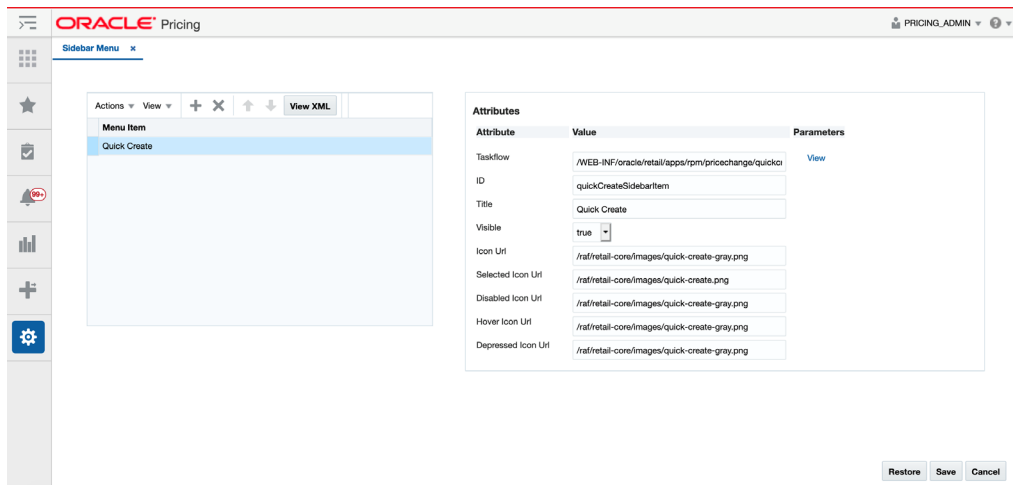 ORACLE Pricing
PRICING_ADMIN
Sidebar Menu x
Actions View View XML
Menu Item
Quick Create
99+
Attributes
Attribute Value Parameters
Taskflow /WEB-INF/oracle/retail/apps/rpm/pricechange/quickcr View
ID quickCreateSidebarItem
Title Quick Create
Visible true
Icon Url /raf/retail-core/images/quick-create-gray.png
Selected Icon Url /raf/retail-core/images/quick-create.png
Disabled Icon Url /raf/retail-core/images/quick-create-gray.png
Hover Icon Url /raf/retail-core/images/quick-create-gray.png
Depressed Icon Url /raf/retail-core/images/quick-create-gray.png
Restore Save Cancel